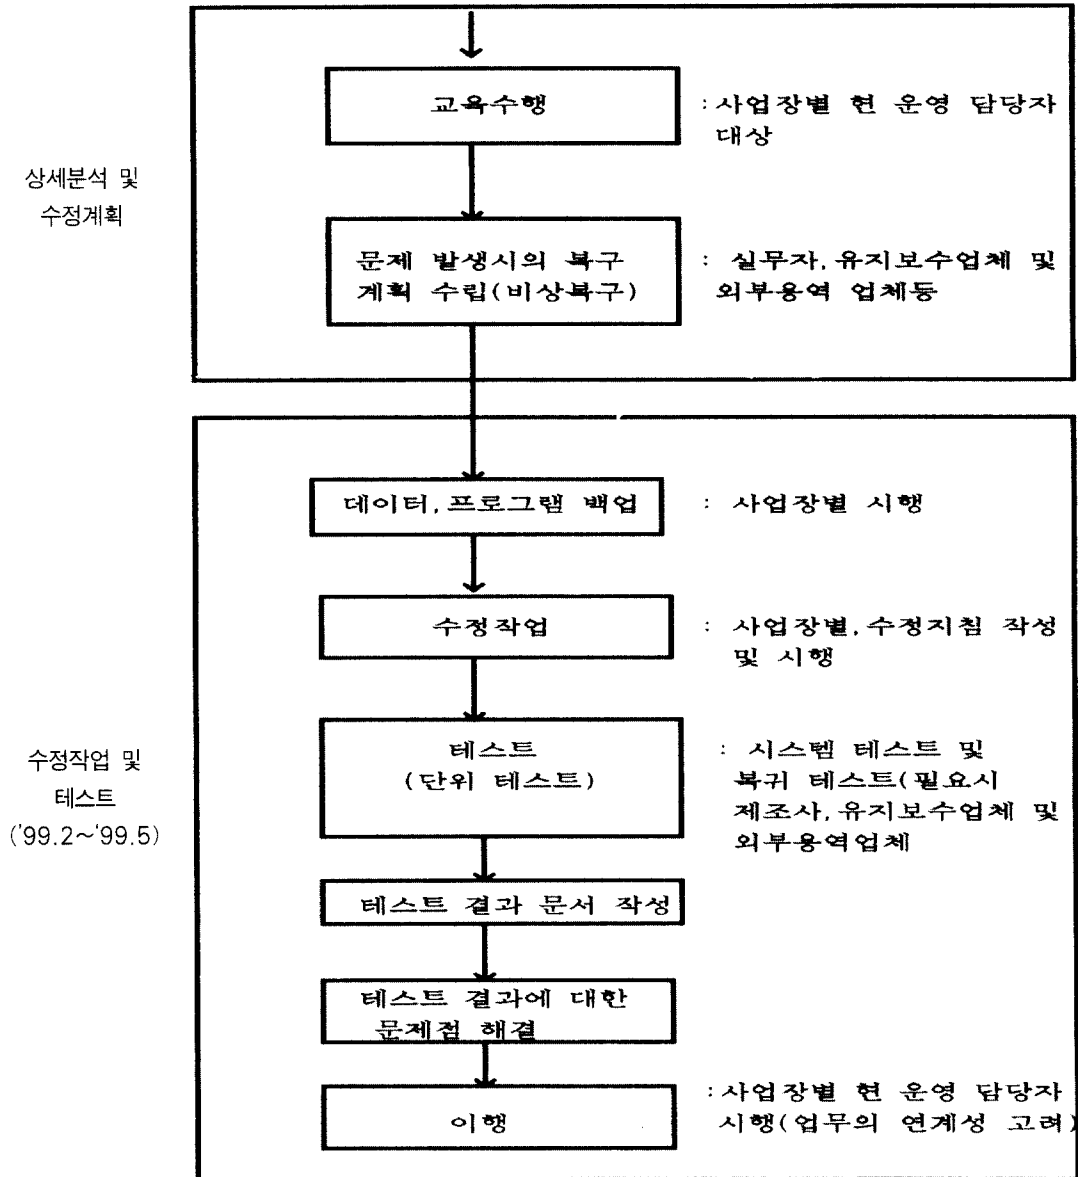 교육수행
:사업장별 현 운영 담당자
대상
상세분석 및
수정계획
문제 발생시의 복구
계획 수립(비상복구)
: 실무자,유지보수업체 및
외부용역 업체등
데이터,프로그램 백업
: 사업장별 시행
수정작업
: 사업장별,수정지침 작성
및 시행
수정작업 및
테스트
('99.2～'99.5)
테스트
(단위 테스트)
: 시스템 테스트 및
복귀 테스트(필요시
제조사,유지보수업체 및
외부용역업체
테스트 결과 문서 작성
테스트 결과에 대한
문제점 해결
이행
:사업장별 현 운영 담당자
시행(업무의 연계성 고려)